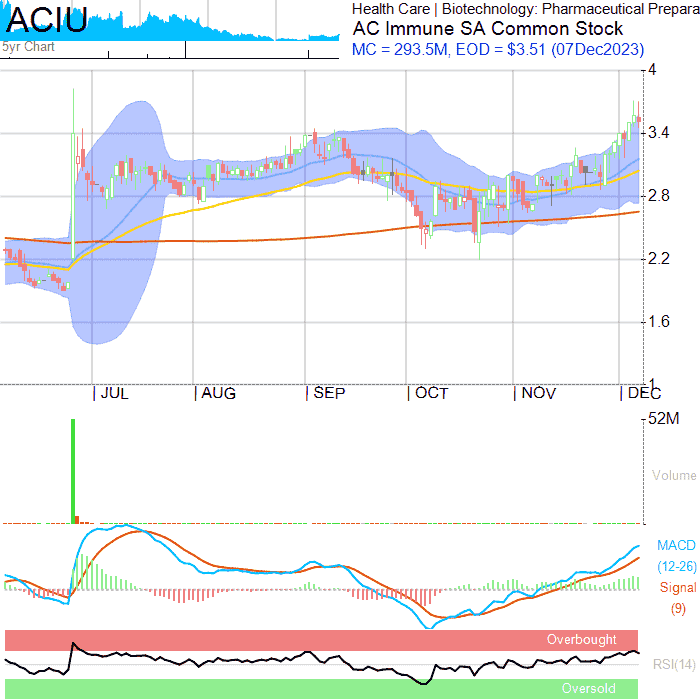 ACIU
5yr Chart
Health Care | Biotechnology: Pharmaceutical Prepara
AC Immune SA Common Stock
MC = 293.5M, EOD = $3.51 (07Dec2023)
4
3.4
2.8
2.2
1.6
1
JUL AUG SEP OCT NOV DEC
52M
Volume
MACD
(12-26)
Signal
(9)
Overbought
RSI(14)
Oversold